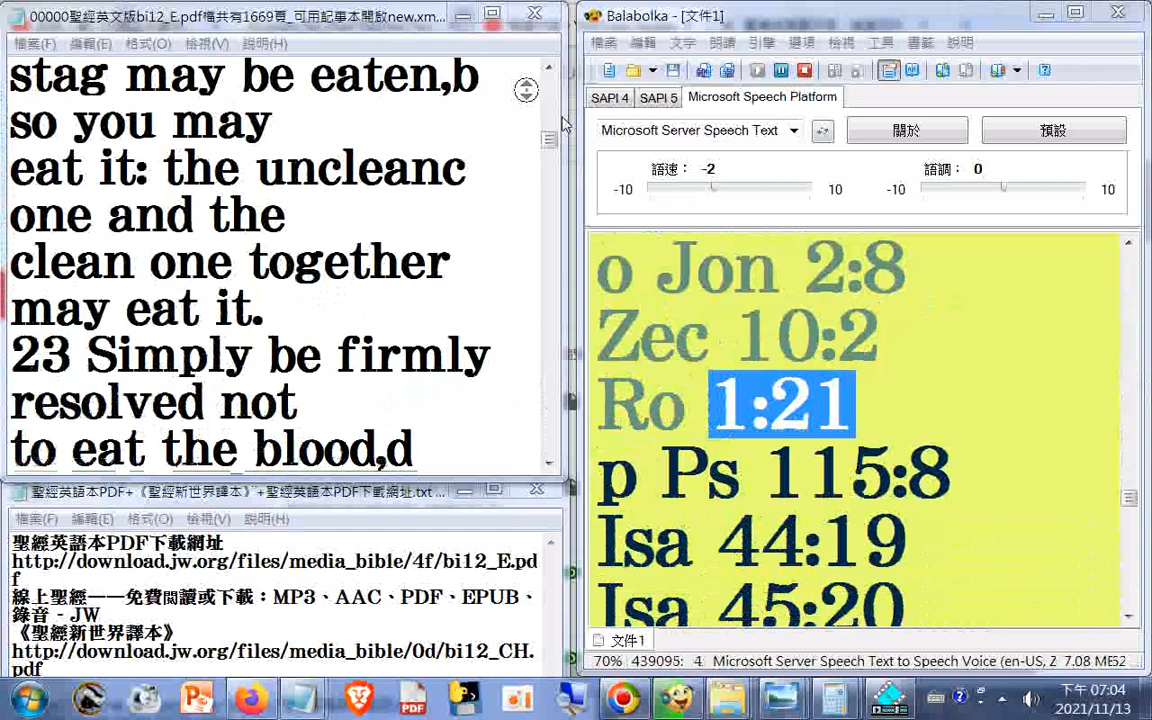 00000聖經英文版bi12_E.pdf檔共有1669頁_可用記事本開啟new.xm...
檔案(F) 編輯(E) 格式(O) 檢視(V) 說明(H)
stag may be eaten,b
so you may
eat it: the uncleanc
one and the
clean one together
may eat it.
23 Simply be firmly
resolved not
to eat the blood,d
聖經英語本PDF+《聖經新世界譯本》+聖經英語本PDF下載網址.txt ...
檔案(F) 編輯(E) 格式(O) 檢視(V) 說明(H)
聖經英語本PDF下載網址
http://download.jw.org/files/media_bible/4f/bi12_E.pd
f
線上聖經——免費閱讀或下載：MP3、AAC、PDF、EPUB、
錄音 - JW
《聖經新世界譯本》
http://download.jw.org/files/media_bible/0d/bi12_CH.
pdf
Balabolka - [文件1]
檔案 編輯 文字 朗讀 引擎 選項 檢視 工具 書籤 說明
SAPI 4 SAPI 5 Microsoft Speech Platform
Microsoft Server Speech Text 關於 預設
語速： -2 語調： 0
-10 10 -10 10
o Jon 2:8
Zec 10:2
Ro 1:21
p Ps 115:8
Isa 44:19
Isa 45:20
文件1
70% 439095: 4 Microsoft Server Speech Text to Speech Voice (en-US, Z 7.08 ME52
PDF
下午 07:04
2021/11/13